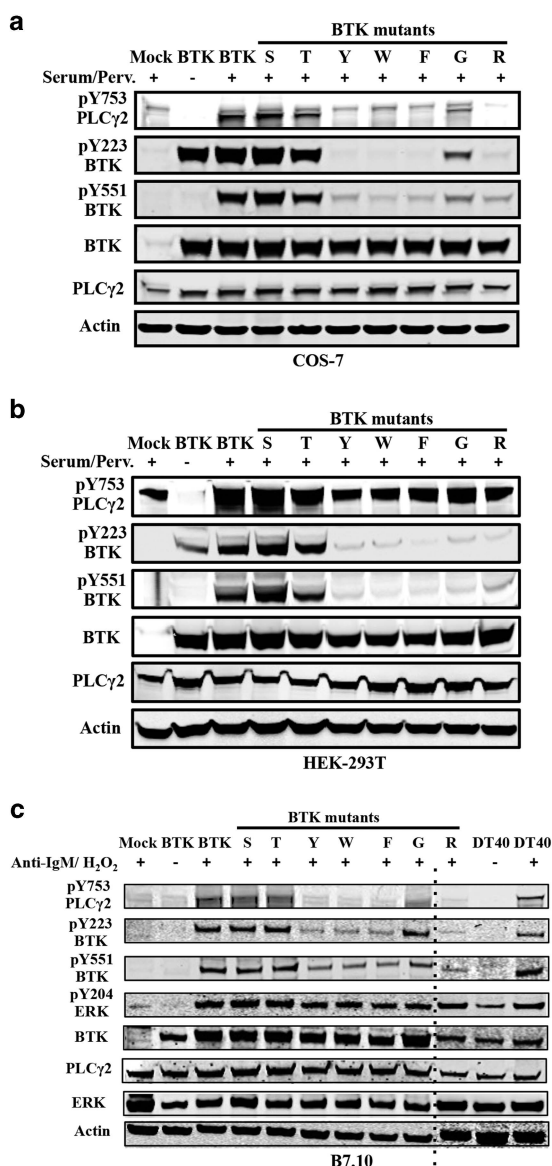 a
BTK mutants
Mock BTK BTK S T Y W F G R
Serum/Perv. + - + + + + + + + +
pY753
PLCγ2
pY223
BTK
pY551
BTK
BTK
PLCγ2
Actin
COS-7
b
BTK mutants
Mock BTK BTK S T Y W F G R
Serum/Perv. + - + + + + + + + +
pY753
PLCγ2
pY223
BTK
pY551
BTK
BTK
PLCγ2
Actin
HEK-293T
c
BTK mutants
Mock BTK BTK S T Y W F G R DT40 DT40
Anti-IgM/ H₂O₂ + - + + + + + + + + - +
pY753
PLCγ2
pY223
BTK
pY551
BTK
pY204
ERK
BTK
PLCγ2
ERK
Actin
B7.10